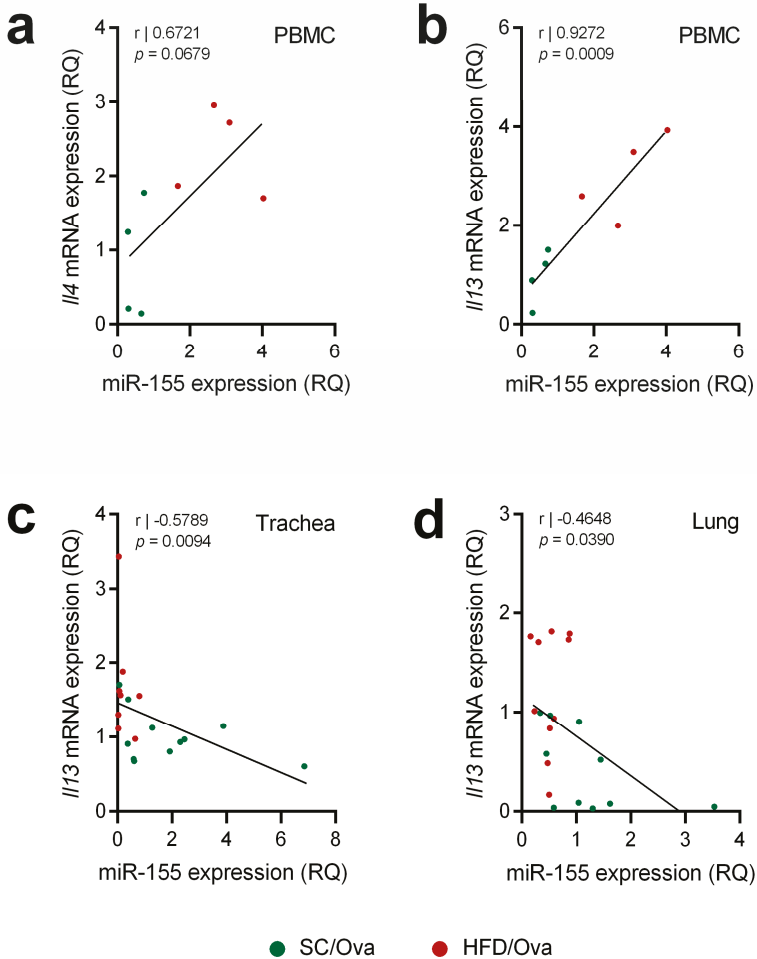 a
r | 0.6721
p = 0.0679
PBMC
Il4 mRNA expression (RQ)
4
3
2
1
0
0 2 4 6
miR-155 expression (RQ)
b
r | 0.9272
p = 0.0009
PBMC
Il13 mRNA expression (RQ)
6
4
2
0
0 2 4 6
miR-155 expression (RQ)
c
r | -0.5789
p = 0.0094
Trachea
Il13 mRNA expression (RQ)
4
3
2
1
0
0 2 4 6 8
miR-155 expression (RQ)
d
r | -0.4648
p = 0.0390
Lung
Il13 mRNA expression (RQ)
3
2
1
0
0 1 2 3 4
miR-155 expression (RQ)
SC/Ova HFD/Ova